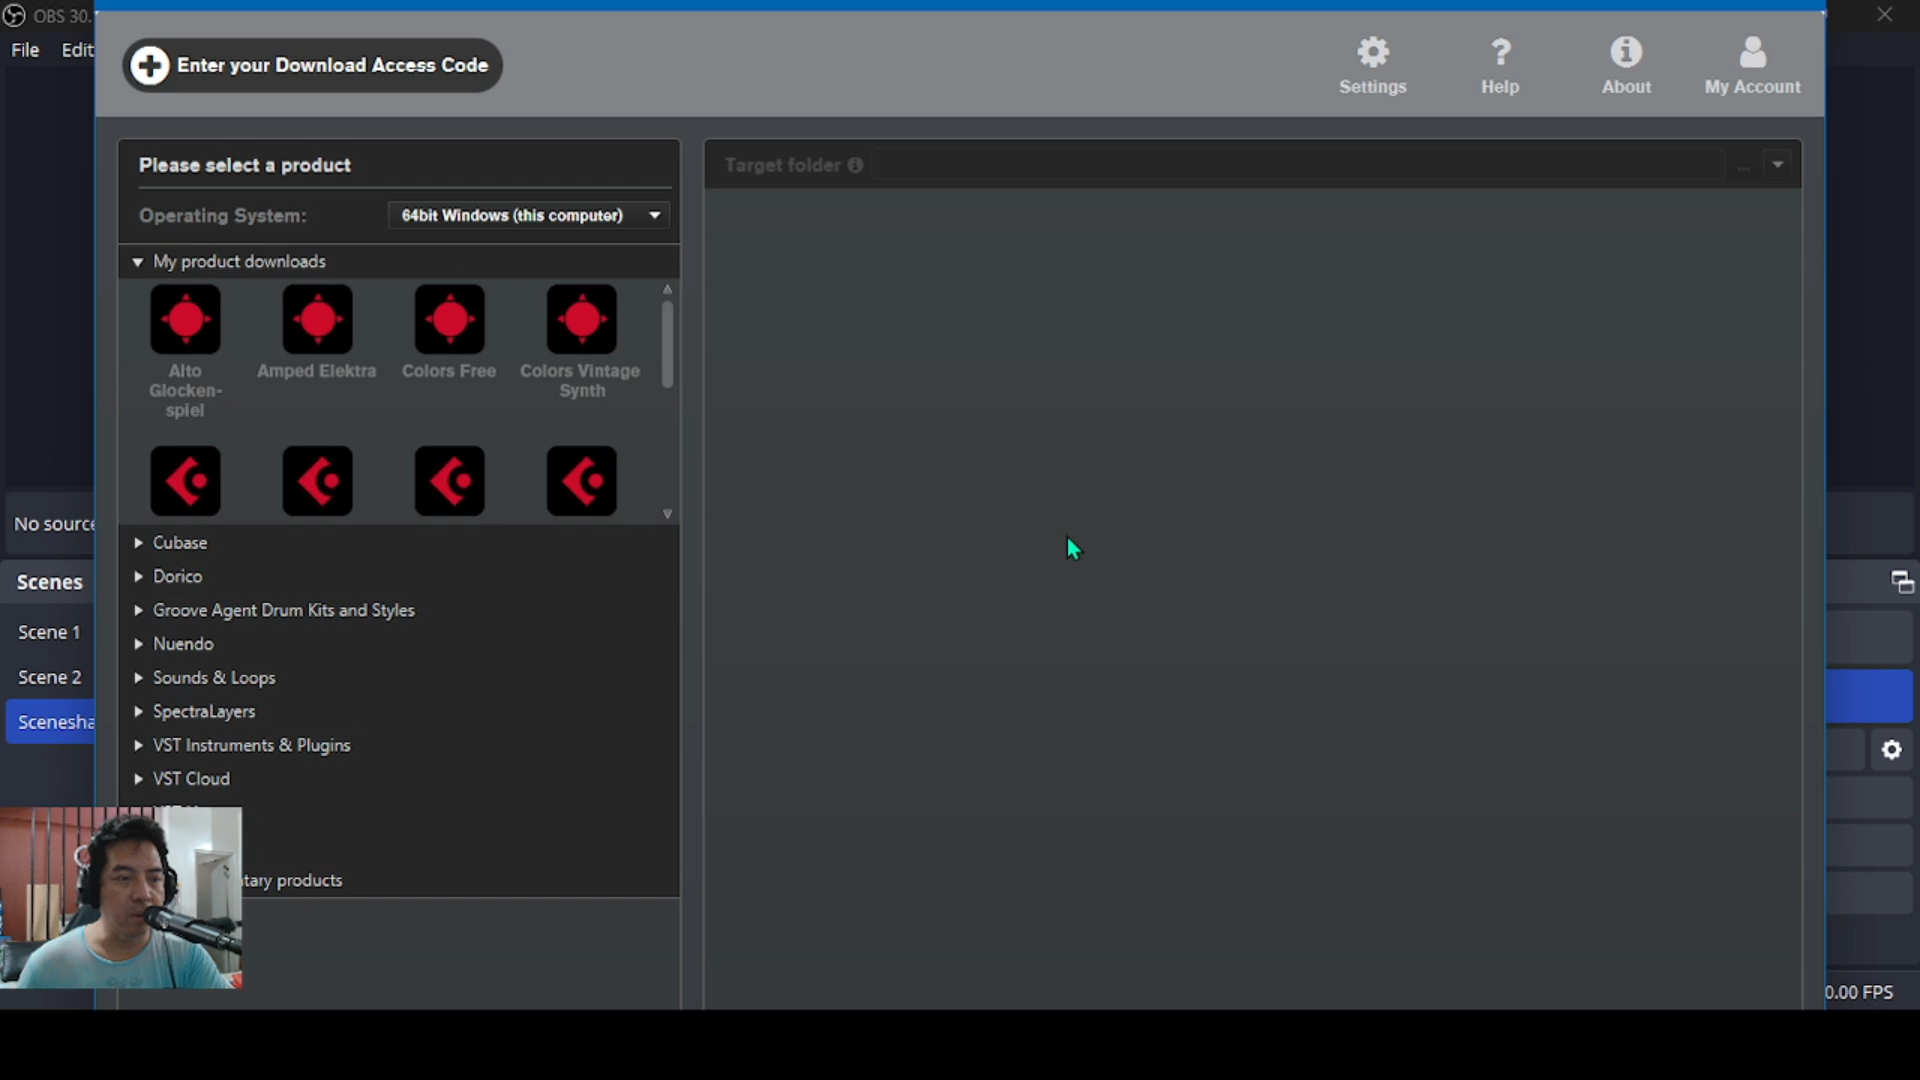 OBS 30.
File Edit
Enter your Download Access Code
Settings
Help
About
My Account
Please select a product
Operating System:
64bit Windows (this computer)
My product downloads
Alto
Glocken-
spiel
Amped Elektra
Colors Free
Colors Vintage
Synth
Cubase
Dorico
Groove Agent Drum Kits and Styles
Nuendo
Sounds & Loops
SpectraLayers
VST Instruments & Plugins
VST Cloud
tary products
Target folder
...
No source
Scenes
Scene 1
Scene 2
Scenesha
0.00 FPS